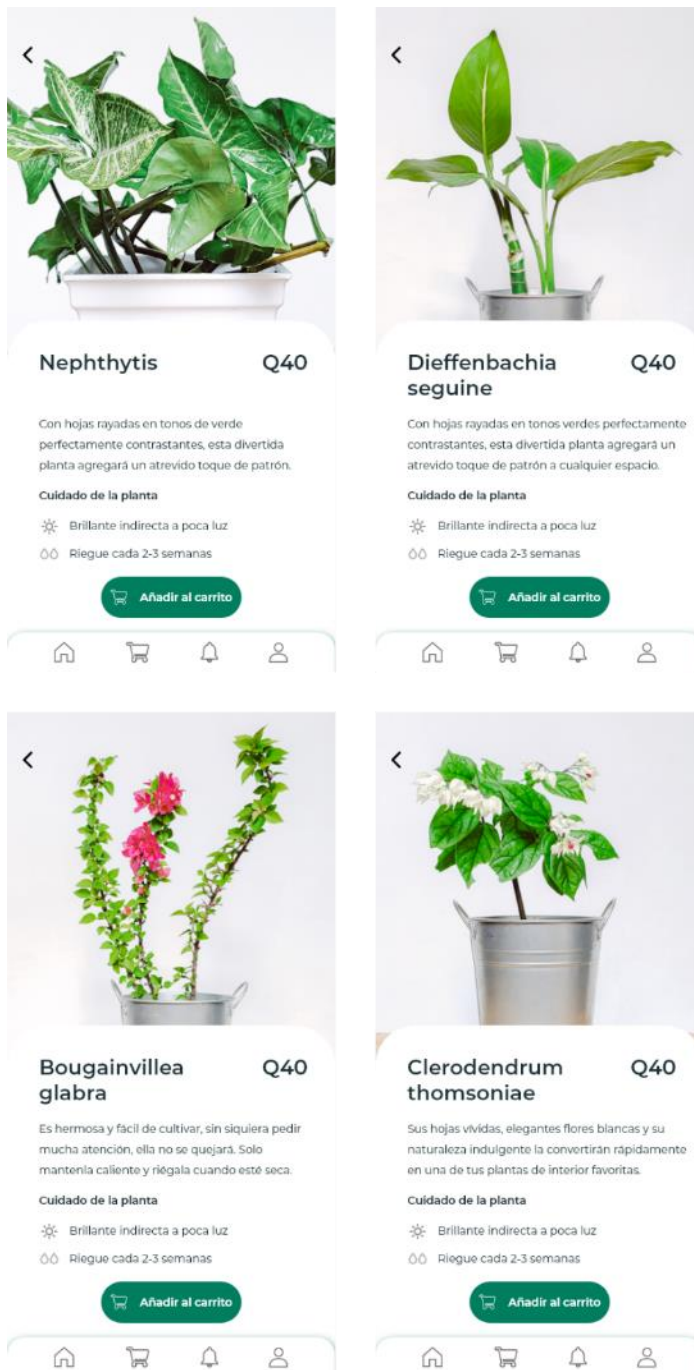 Nephthytis Q40
Con hojas rayadas en tonos de verde
perfectamente contrastantes, esta divertida
planta agregará un atrevido toque de patrón.
Cuidado de la planta
Brillante indirecta a poca luz
Riegue cada 2-3 semanas
Añadir al carrito
Dieffenbachia Q40
seguine
Con hojas rayadas en tonos verdes perfectamente
contrastantes, esta divertida planta agregará un
atrevido toque de patrón a cualquier espacio.
Cuidado de la planta
Brillante indirecta a poca luz
Riegue cada 2-3 semanas
Añadir al carrito
Bougainvillea Q40
glabra
Es hermosa y fácil de cultivar, sin siquiera pedir
mucha atención, ella no se quejará. Solo
mantenla caliente y riégala cuando esté seca.
Cuidado de la planta
Brillante indirecta a poca luz
Riegue cada 2-3 semanas
Añadir al carrito
Clerodendrum Q40
thomsoniae
Sus hojas vívidas, elegantes flores blancas y su
naturaleza indulgente la convertirán rápidamente
en una de tus plantas de interior favoritas.
Cuidado de la planta
Brillante indirecta a poca luz
Riegue cada 2-3 semanas
Añadir al carrito